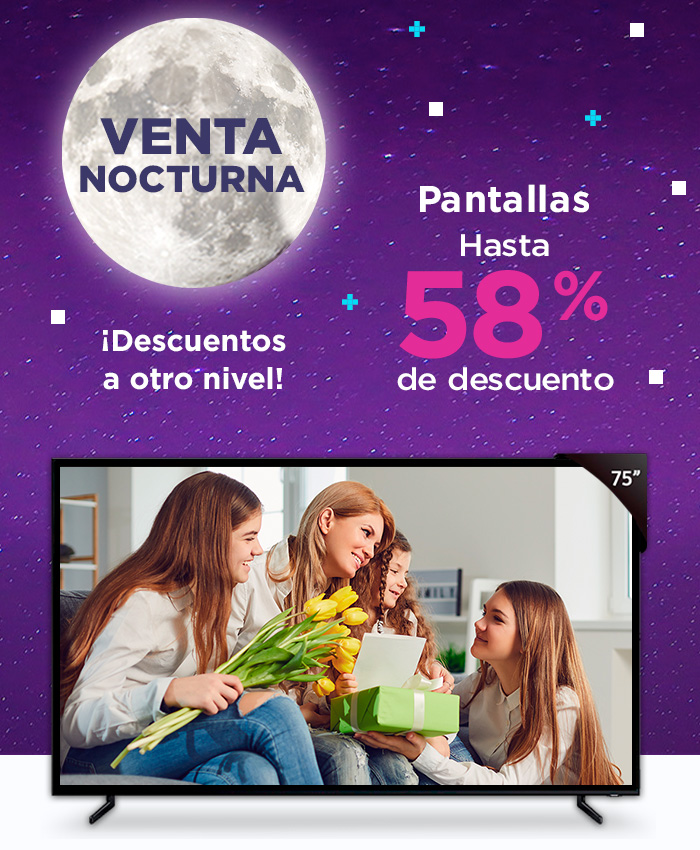 VENTA
NOCTURNA
¡Descuentos
a otro nivel!
Pantallas
Hasta
58%
de descuento
75”